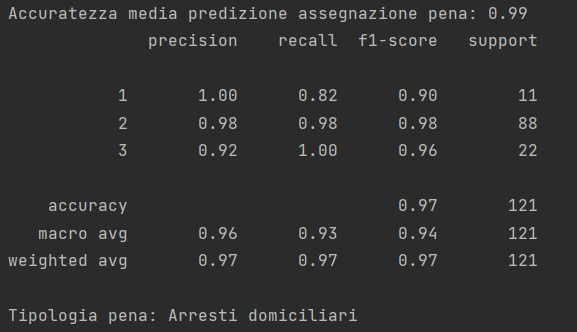 Accuratezza media predizione assegnazione pena: 0.99
precision recall f1-score support
1 1.00 0.82 0.90 11
2 0.98 0.98 0.98 88
3 0.92 1.00 0.96 22
accuracy 0.97 121
macro avg 0.96 0.93 0.94 121
weighted avg 0.97 0.97 0.97 121
Tipologia pena: Arresti domiciliari